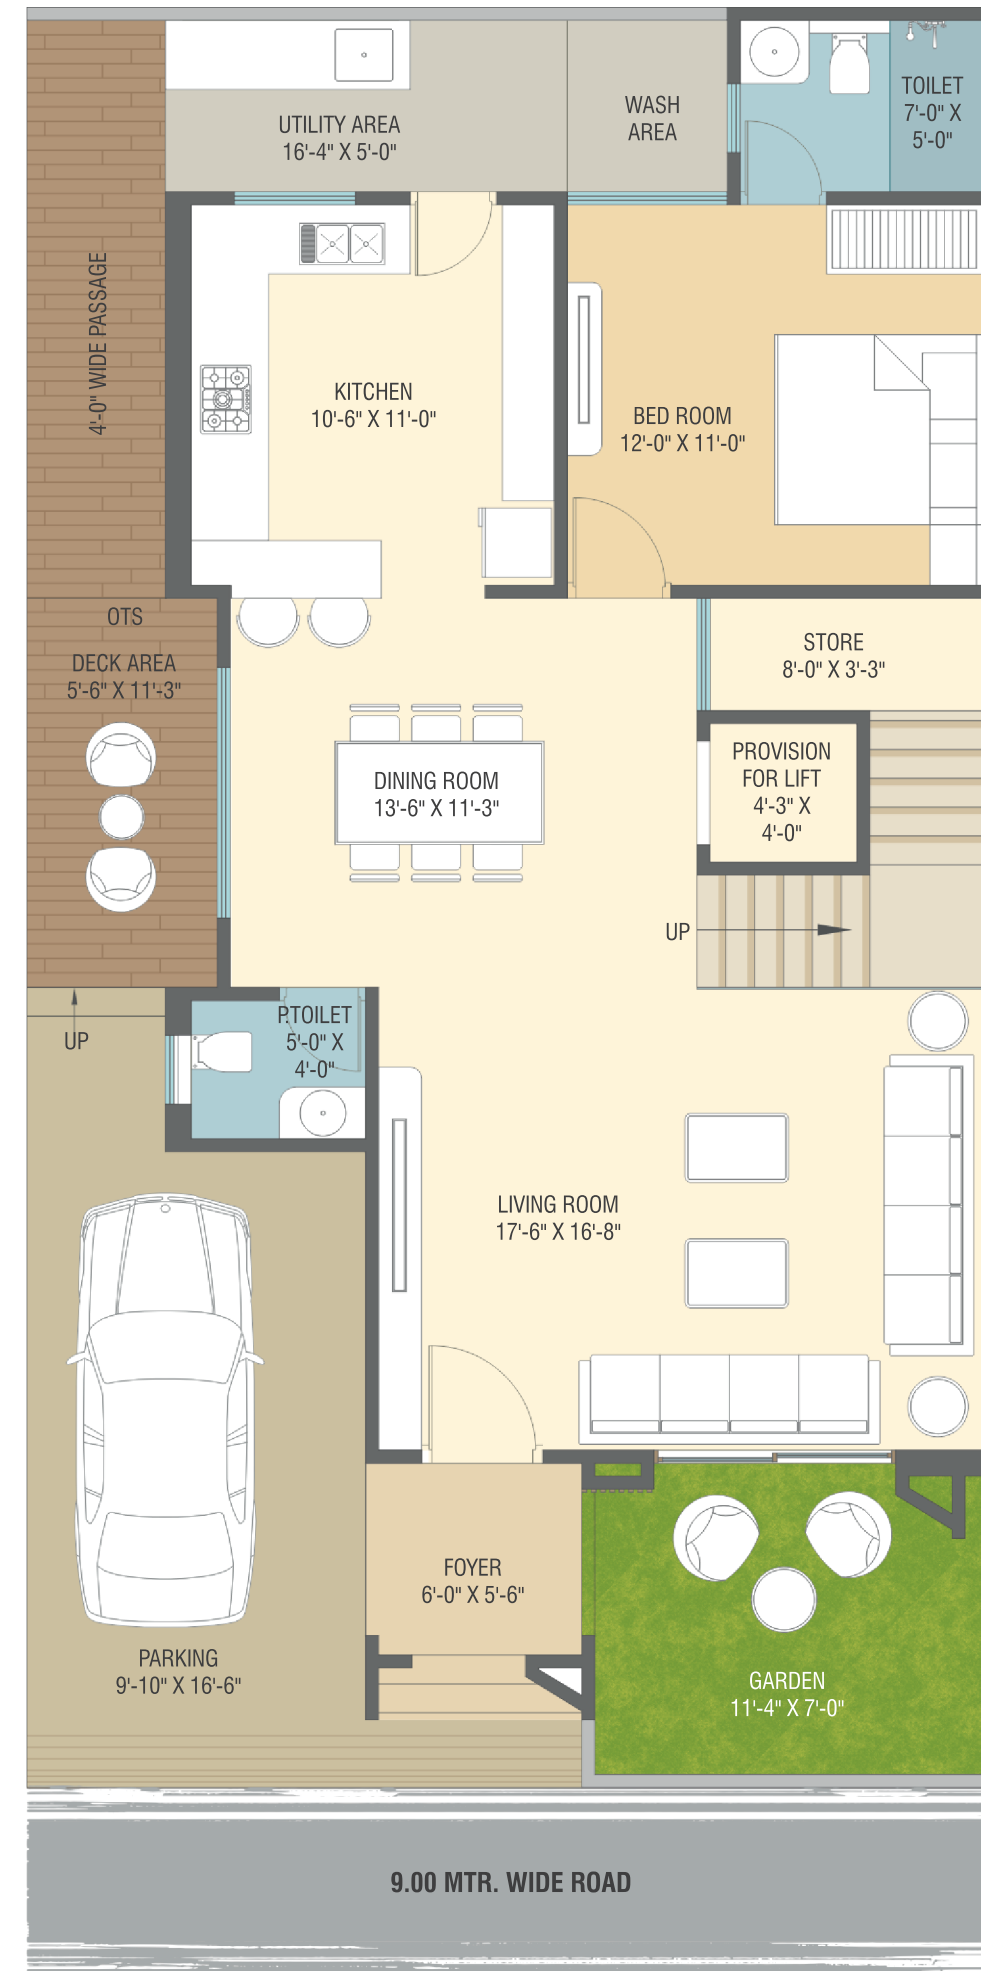 TOILET
7'-0" X
5'-0"
WASH
AREA
UTILITY AREA
16'-4" X 5'-0"
4'-0" WIDE PASSAGE
KITCHEN
10'-6" X 11'-0"
BED ROOM
12'-0" X 11'-0"
OTS
DECK AREA
5'-6" X 11'-3"
STORE
8'-0" X 3'-3"
DINING ROOM
13'-6" X 11'-3"
PROVISION
FOR LIFT
4'-3" X
4'-0"
UP
UP
P.TOILET
5'-0" X
4'-0"
LIVING ROOM
17'-6" X 16'-8"
FOYER
6'-0" X 5'-6"
PARKING
9'-10" X 16'-6"
GARDEN
11'-4" X 7'-0"
9.00 MTR. WIDE ROAD